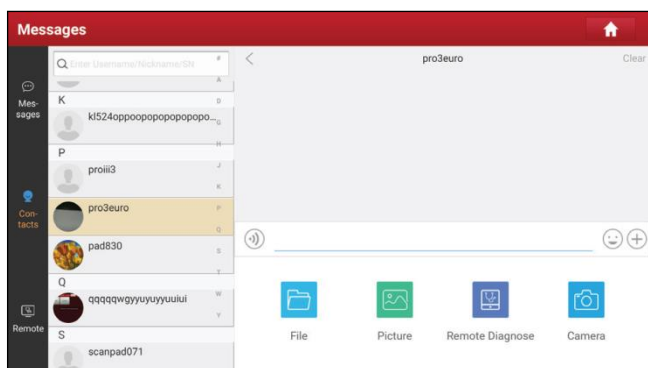 Messages
Enter Username/Nickname/SN
#
A
Mes-
sages
K
D
kl524oppoopopopopopopo...
G
H
P
J
proiii3
K
Con-
tacts
pro3euro
P
Q
pad830
S
T
Q
W
qqqqqwgyyuyuyyuuiui
Y
Remote
S
scanpad071
pro3euro
Clear
File
Picture
Remote Diagnose
Camera